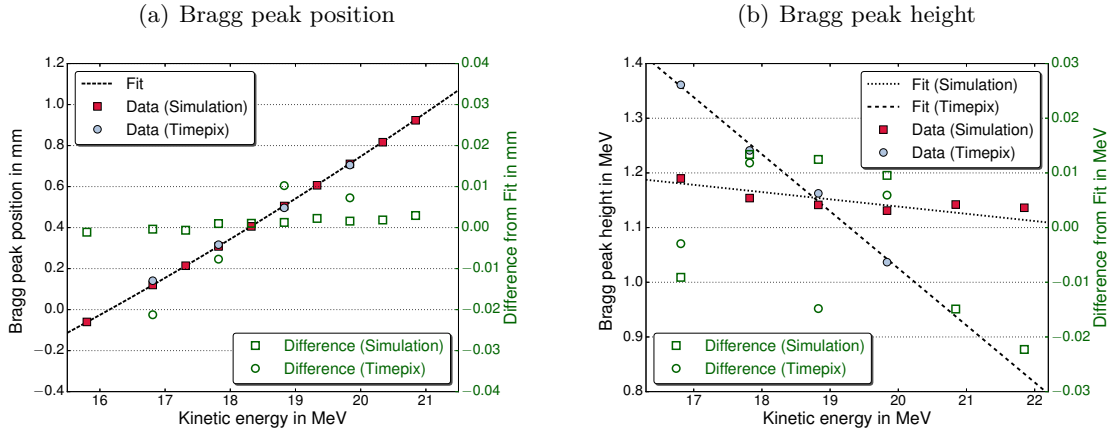 (a) Bragg peak position
1.2
1.0
0.8
0.6
0.4
0.2
0.0
−0.2
−0.4
Bragg peak position in mm
Fit
Data (Simulation)
Data (Timepix)
Difference (Simulation)
Difference (Timepix)
0.04
0.03
0.02
0.01
0.00
−0.01
−0.02
−0.03
−0.04
Difference from Fit in mm
16 17 18 19 20 21
Kinetic energy in MeV
(b) Bragg peak height
1.4
1.3
1.2
1.1
1.0
0.9
0.8
Bragg peak height in MeV
Fit (Simulation)
Fit (Timepix)
Data (Simulation)
Data (Timepix)
Difference (Simulation)
Difference (Timepix)
0.03
0.02
0.01
0.00
−0.01
−0.02
−0.03
Difference from Fit in MeV
17 18 19 20 21 22
Kinetic energy in MeV